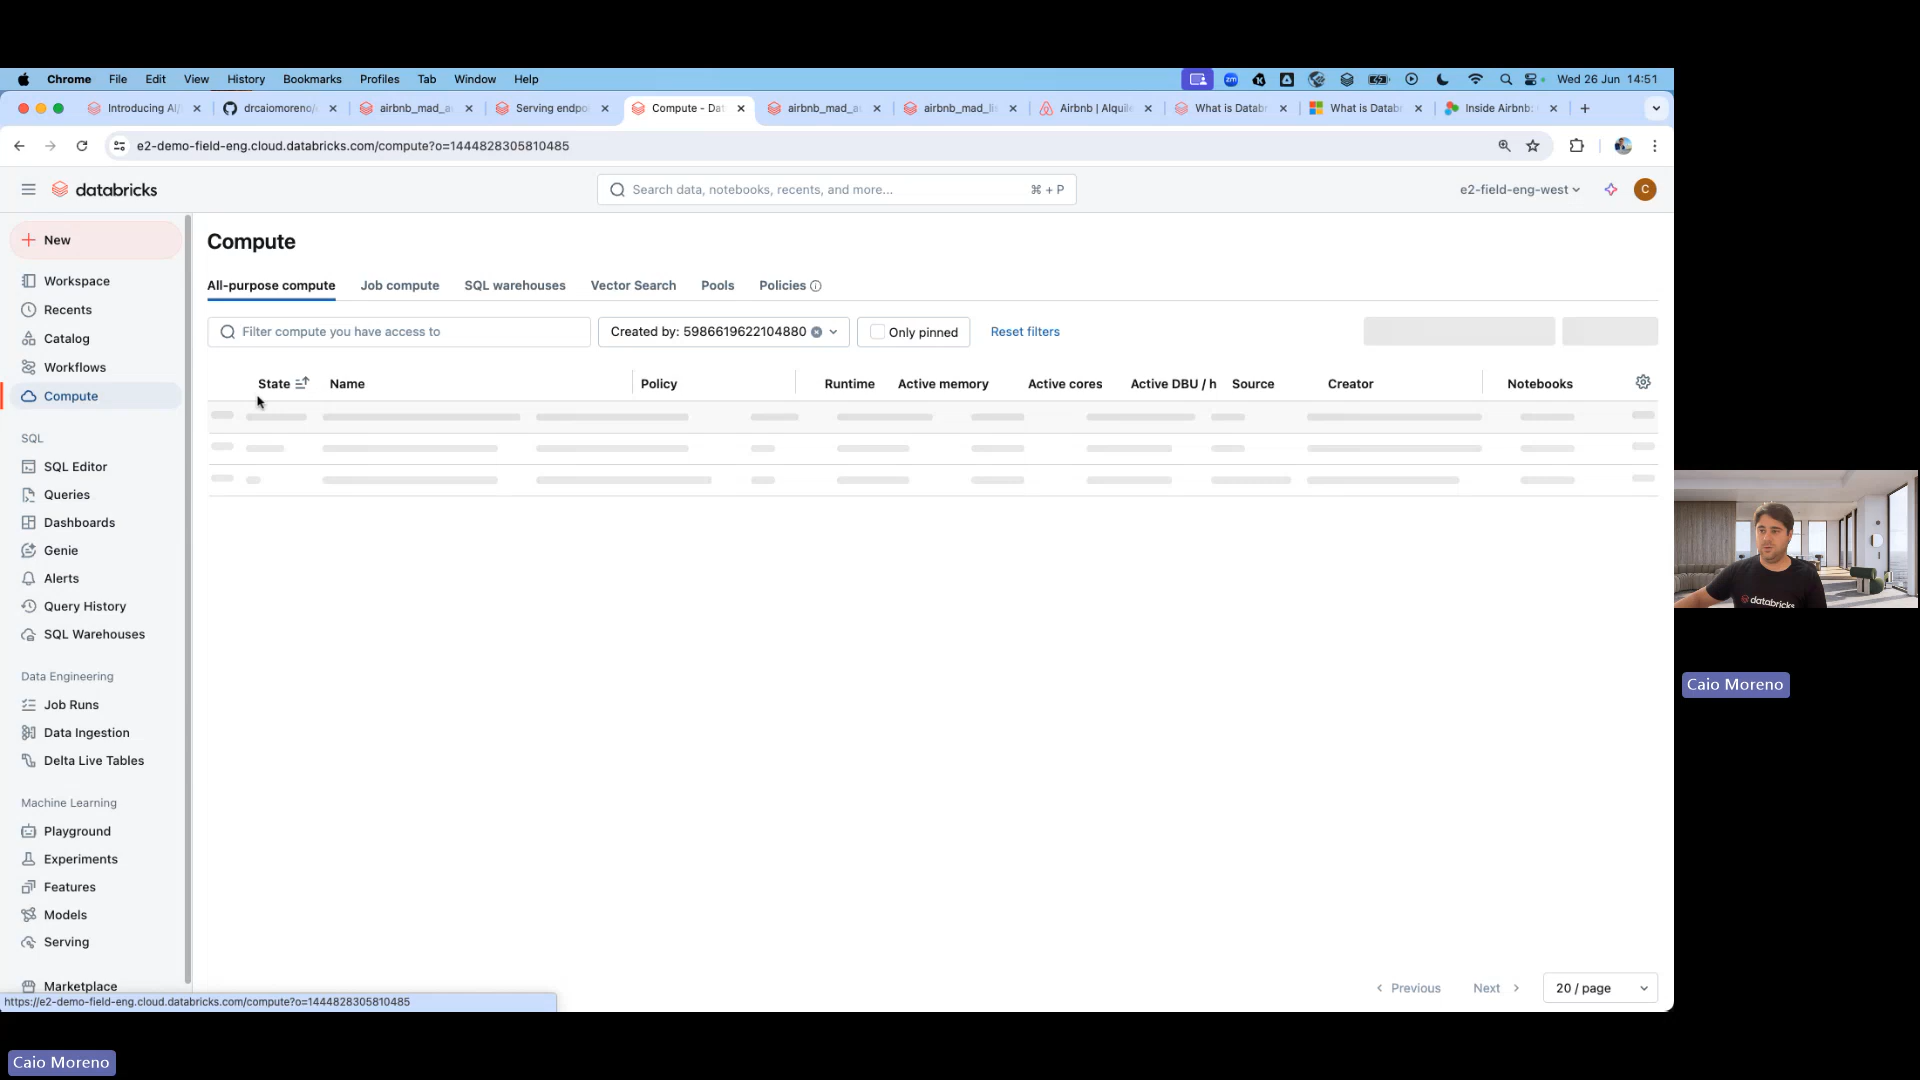 Chrome File Edit View History Bookmarks Profiles Tab Window Help Wed 26 Jun 14:51
Introducing AI/ drcaiomoreno/ airbnb_mad_a Serving endpo Compute - Dat airbnb_mad_a airbnb_mad_li Airbnb | Alquile What is Databr What is Databr Inside Airbnb:
e2-demo-field-eng.cloud.databricks.com/compute?o=1444828305810485
databricks
Search data, notebooks, recents, and more... ⌘ + P
e2-field-eng-west
C
New
Workspace
Recents
Catalog
Workflows
Compute
SQL
SQL Editor
Queries
Dashboards
Genie
Alerts
Query History
SQL Warehouses
Data Engineering
Job Runs
Data Ingestion
Delta Live Tables
Machine Learning
Playground
Experiments
Features
Models
Serving
Marketplace
https://e2-demo-field-eng.cloud.databricks.com/compute?o=1444828305810485
Compute
All-purpose compute Job compute SQL warehouses Vector Search Pools Policies
Filter compute you have access to
Created by: 5986619622104880
Only pinned
Reset filters
State Name Policy Runtime Active memory Active cores Active DBU / h Source Creator Notebooks
Previous Next 20 / page
databricks
Caio Moreno
Caio Moreno